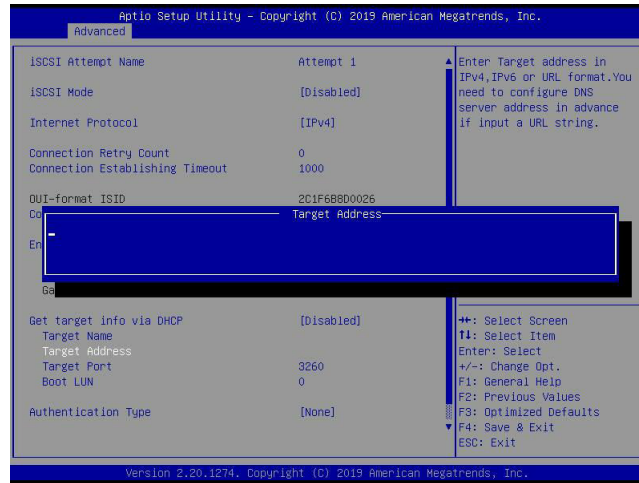 Aptio Setup Utility – Copyright (C) 2019 American Megatrends, Inc.
Advanced
iSCSI Attempt Name Attempt 1
iSCSI Mode [Disabled]
Internet Protocol [IPv4]
Connection Retry Count 0
Connection Establishing Timeout 1000
OUI-format ISID 2C1F6B8D0026
Co
Target Address
En
Ga
Get target info via DHCP [Disabled]
Target Name
Target Address
Target Port 3260
Boot LUN 0
Authentication Type [None]
Enter Target address in
IPv4,IPv6 or URL format.You
need to configure DNS
server address in advance
if input a URL string.
→←: Select Screen
↑↓: Select Item
Enter: Select
+/-: Change Opt.
F1: General Help
F2: Previous Values
F3: Optimized Defaults
F4: Save & Exit
ESC: Exit
Version 2.20.1274. Copyright (C) 2019 American Megatrends, Inc.